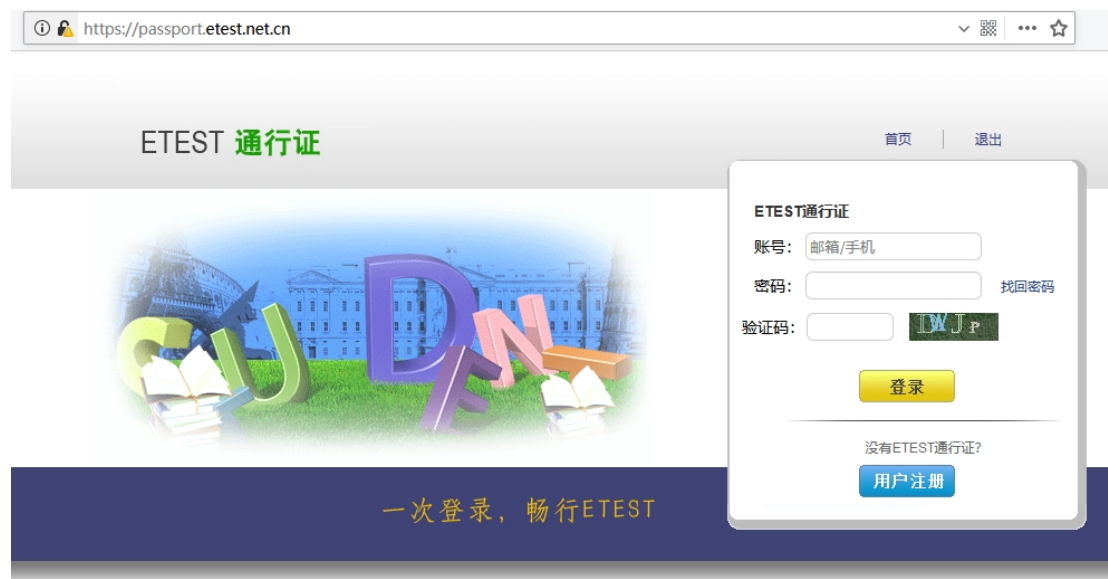 https://passport.etest.net.cn
ETEST 通行证
首页 | 退出
ETEST通行证
账号： 邮箱/手机
密码： 找回密码
验证码： DWJP
登录
没有ETEST通行证?
用户注册
一次登录，畅行ETEST